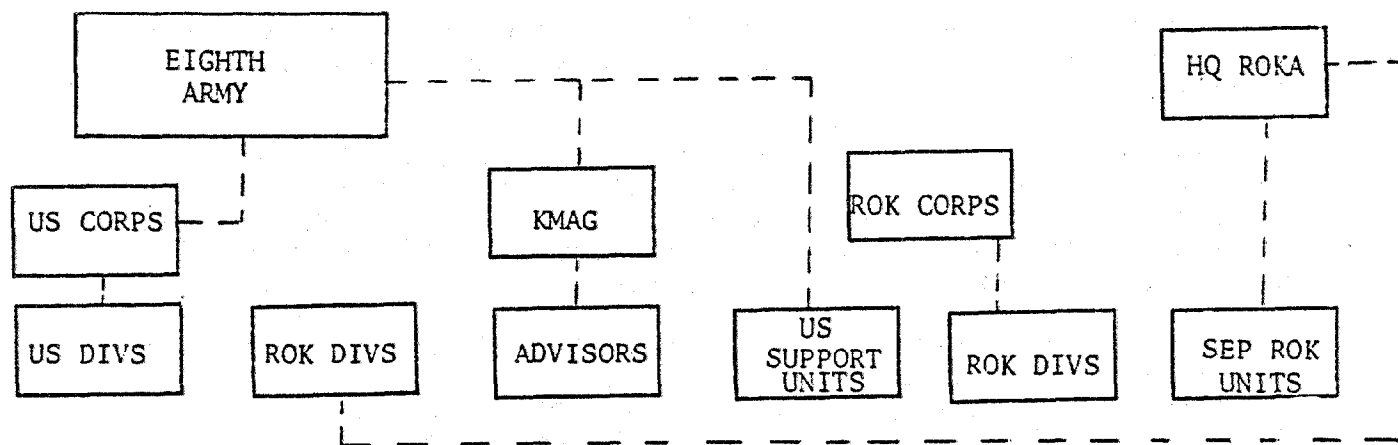 EIGHTH
ARMY
HQ ROKA
US CORPS
KMAG
ROK CORPS
US DIVS
ROK DIVS
ADVISORS
US
SUPPORT
UNITS
ROK DIVS
SEP ROK
UNITS